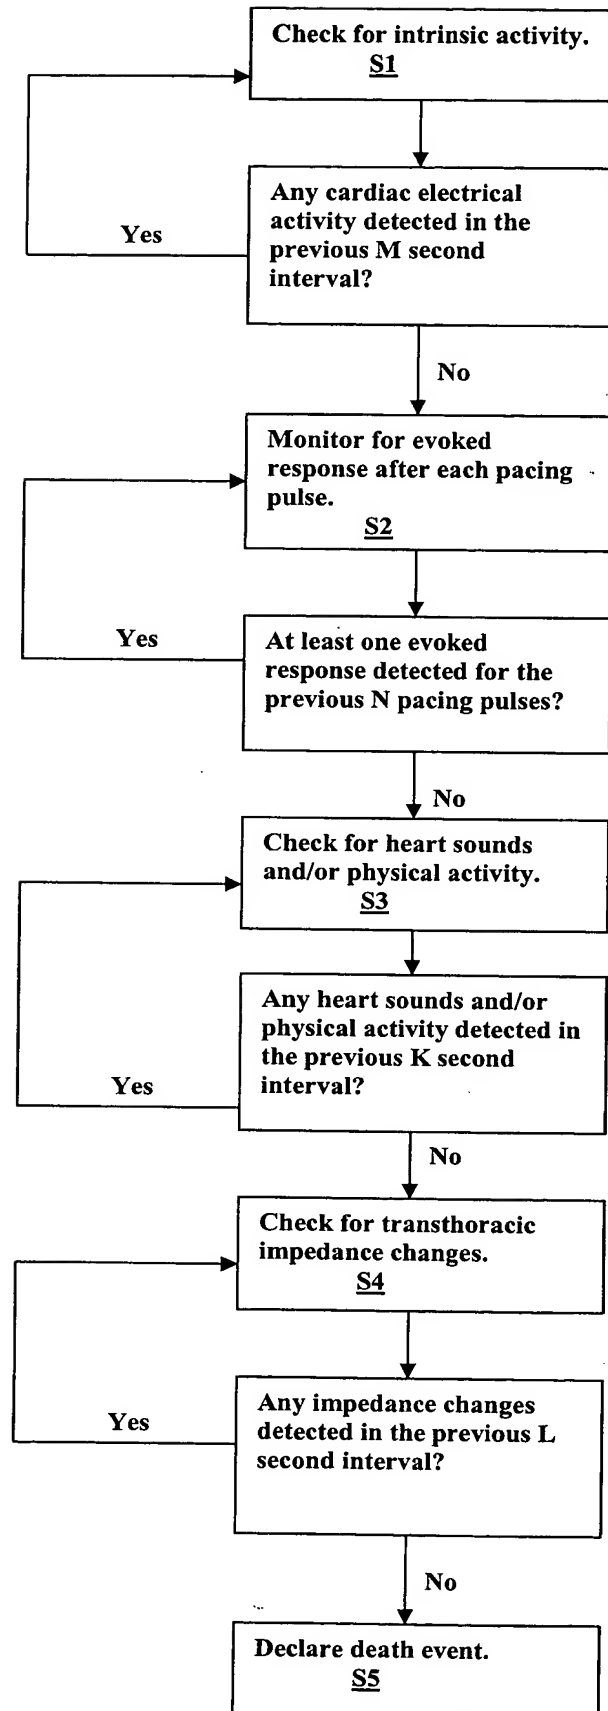 Check for intrinsic activity.
S1
Any cardiac electrical
activity detected in the
previous M second
interval?
Yes
No
Monitor for evoked
response after each pacing
pulse.
S2
At least one evoked
response detected for the
previous N pacing pulses?
Yes
No
Check for heart sounds
and/or physical activity.
S3
Any heart sounds and/or
physical activity detected in
the previous K second
interval?
Yes
No
Check for transthoracic
impedance changes.
S4
Any impedance changes
detected in the previous L
second interval?
Yes
No
Declare death event.
S5